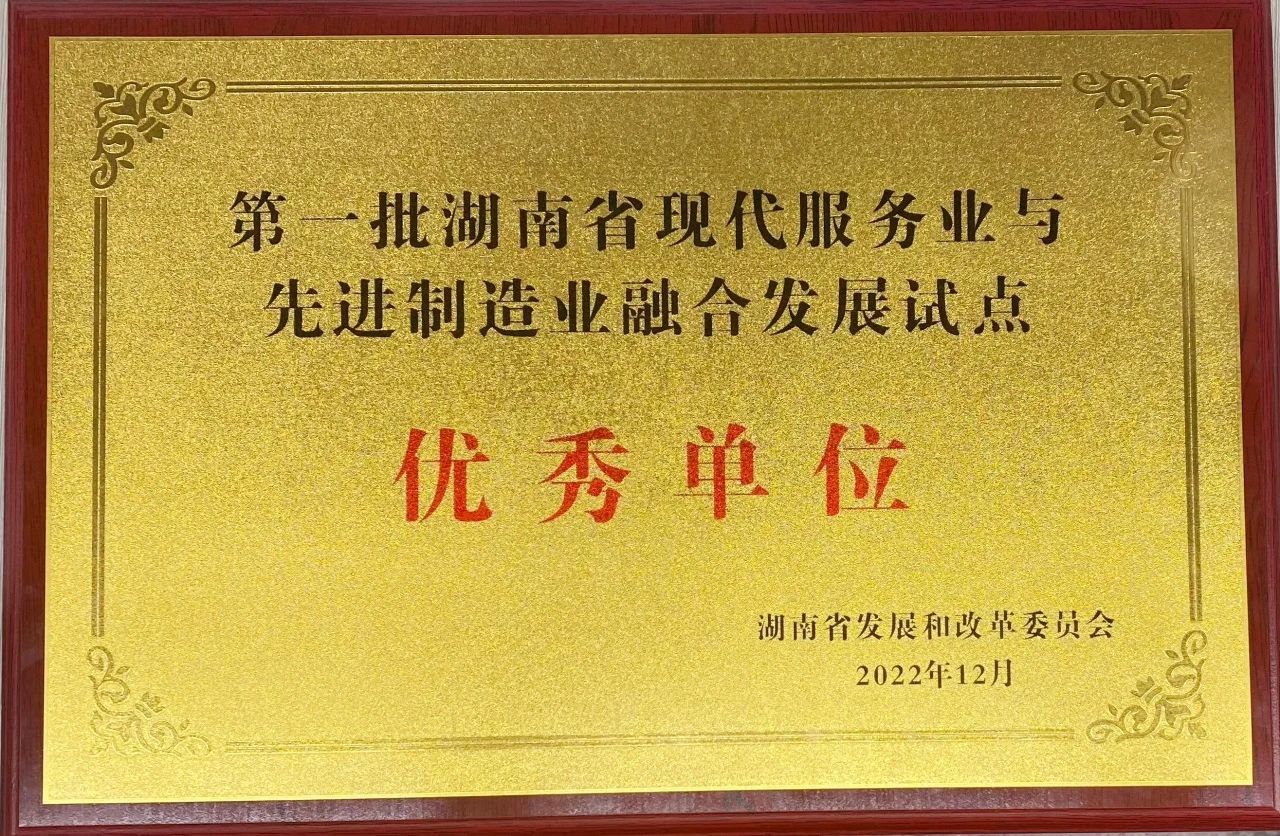 第一批湖南省现代服务业与
先进制造业融合发展试点
优秀单位
湖南省发展和改革委员会
2022年12月